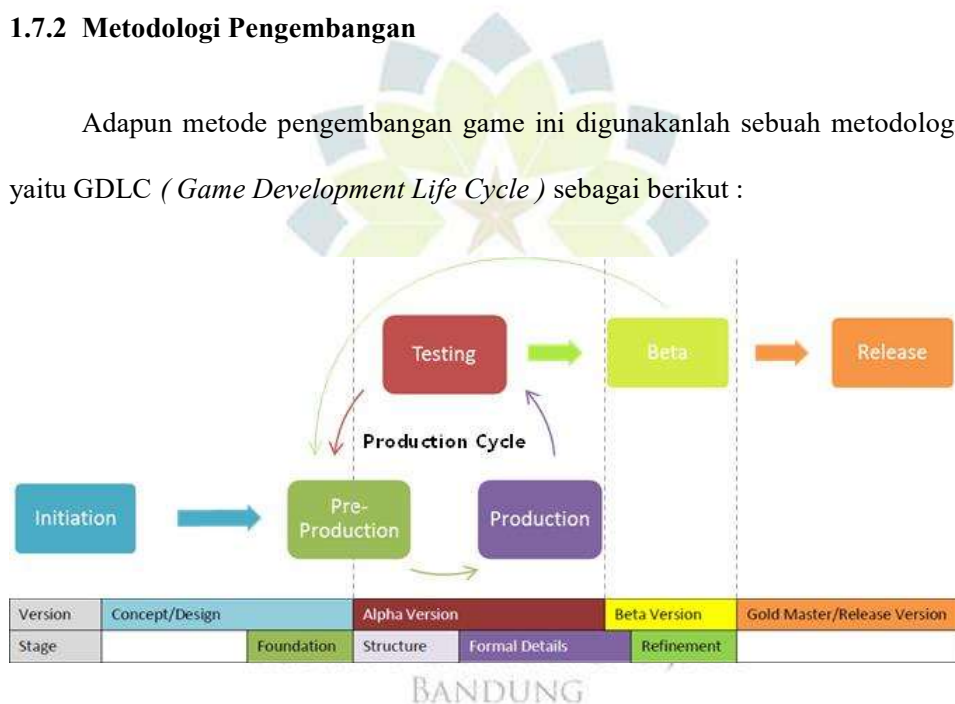 1.7.2 Metodologi Pengembangan
Adapun metode pengembangan game ini digunakanlah sebuah metodolog
yaitu GDLC ( Game Development Life Cycle ) sebagai berikut :
Testing
Beta
Release
Production Cycle
Initiation
Pre-
Production
Production
Version Concept/Design Alpha Version Beta Version Gold Master/Release Version
Stage Foundation Structure Formal Details Refinement
BANDUNG